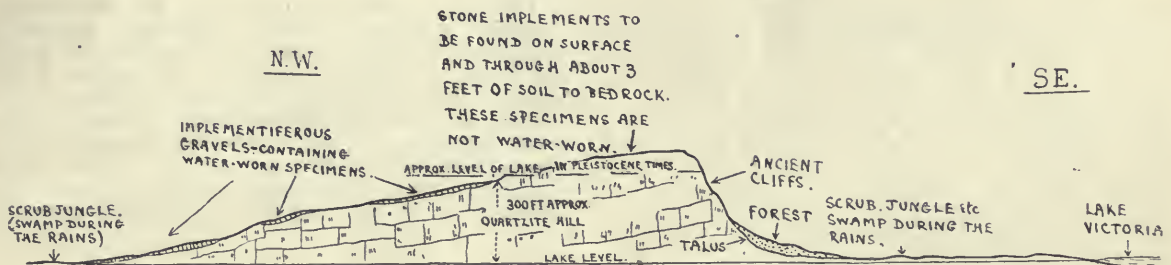 N.W.
STONE IMPLEMENTS TO
BE FOUND ON SURFACE
AND THROUGH ABOUT 3
FEET OF SOIL TO BEDROCK.
THESE SPECIMENS ARE
NOT WATER-WORN.
SE.
IMPLEMENTIFEROUS
GRAVELS-CONTAINING
WATER-WORN SPECIMENS.
APPROX. LEVEL OF LAKE IN PLEISTOCENE TIMES.
ANCIENT
CLIFFS.
SCRUB JUNGLE.
(SWAMP DURING
THE RAINS)
300 FT APPROX
QUARTZITE HILL
LAKE LEVEL.
TALUS
FOREST
SCRUB, JUNGLE etc
SWAMP DURING THE
RAINS.
LAKE
VICTORIA